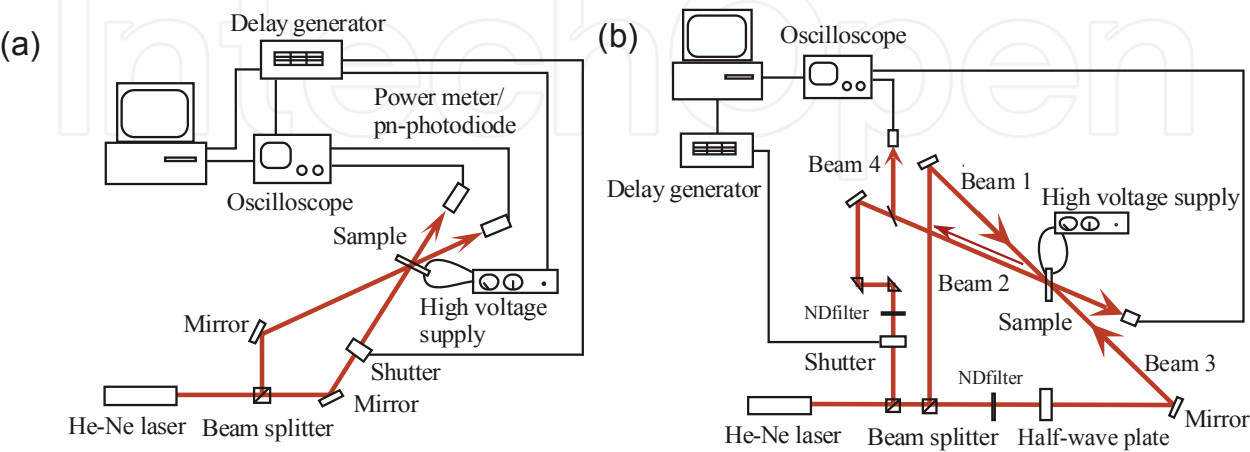 IntechOpen
(a)
Delay generator
Power meter/
pn-photodiode
Oscilloscope
Sample
High voltage
supply
Mirror
Shutter
Mirror
He-Ne laser
Beam splitter
(b)
Oscilloscope
Beam 4
Beam 1
Delay generator
High voltage supply
Beam 2
NDfilter
Sample
Shutter
Beam 3
NDfilter
Mirror
He-Ne laser
Beam splitter
Half-wave plate